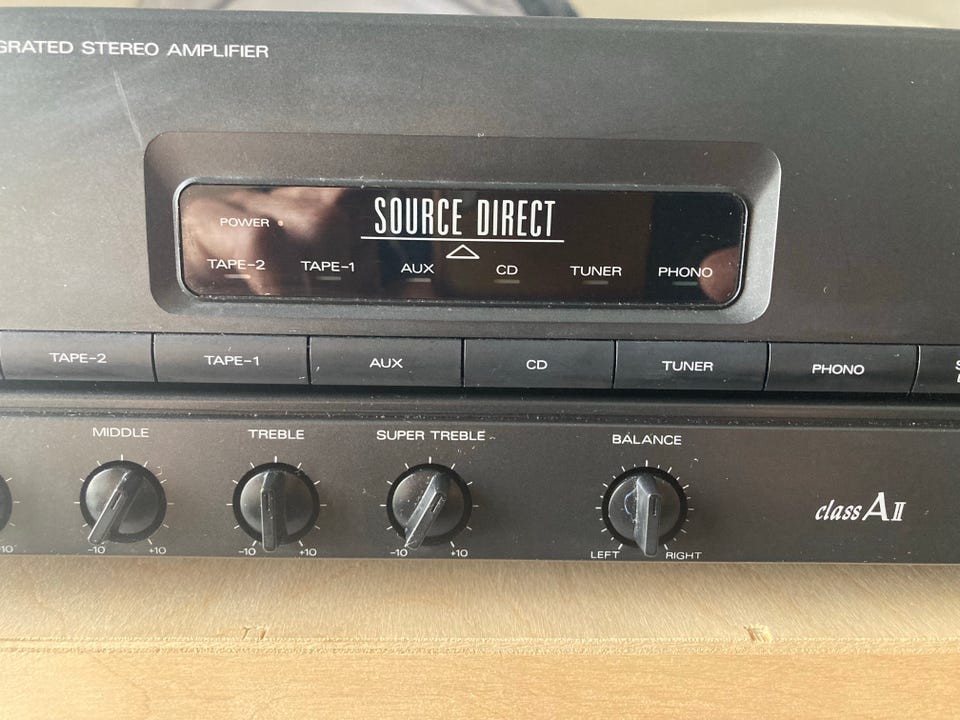 GRATED STEREO AMPLIFIER
SOURCE DIRECT
POWER
TAPE-2 TAPE-1 AUX CD TUNER PHONO
TAPE-2 TAPE-1 AUX CD TUNER PHONO
MIDDLE TREBLE SUPER TREBLE BALANCE
class A II
-10 +10 -10 +10 -10 +10 LEFT RIGHT